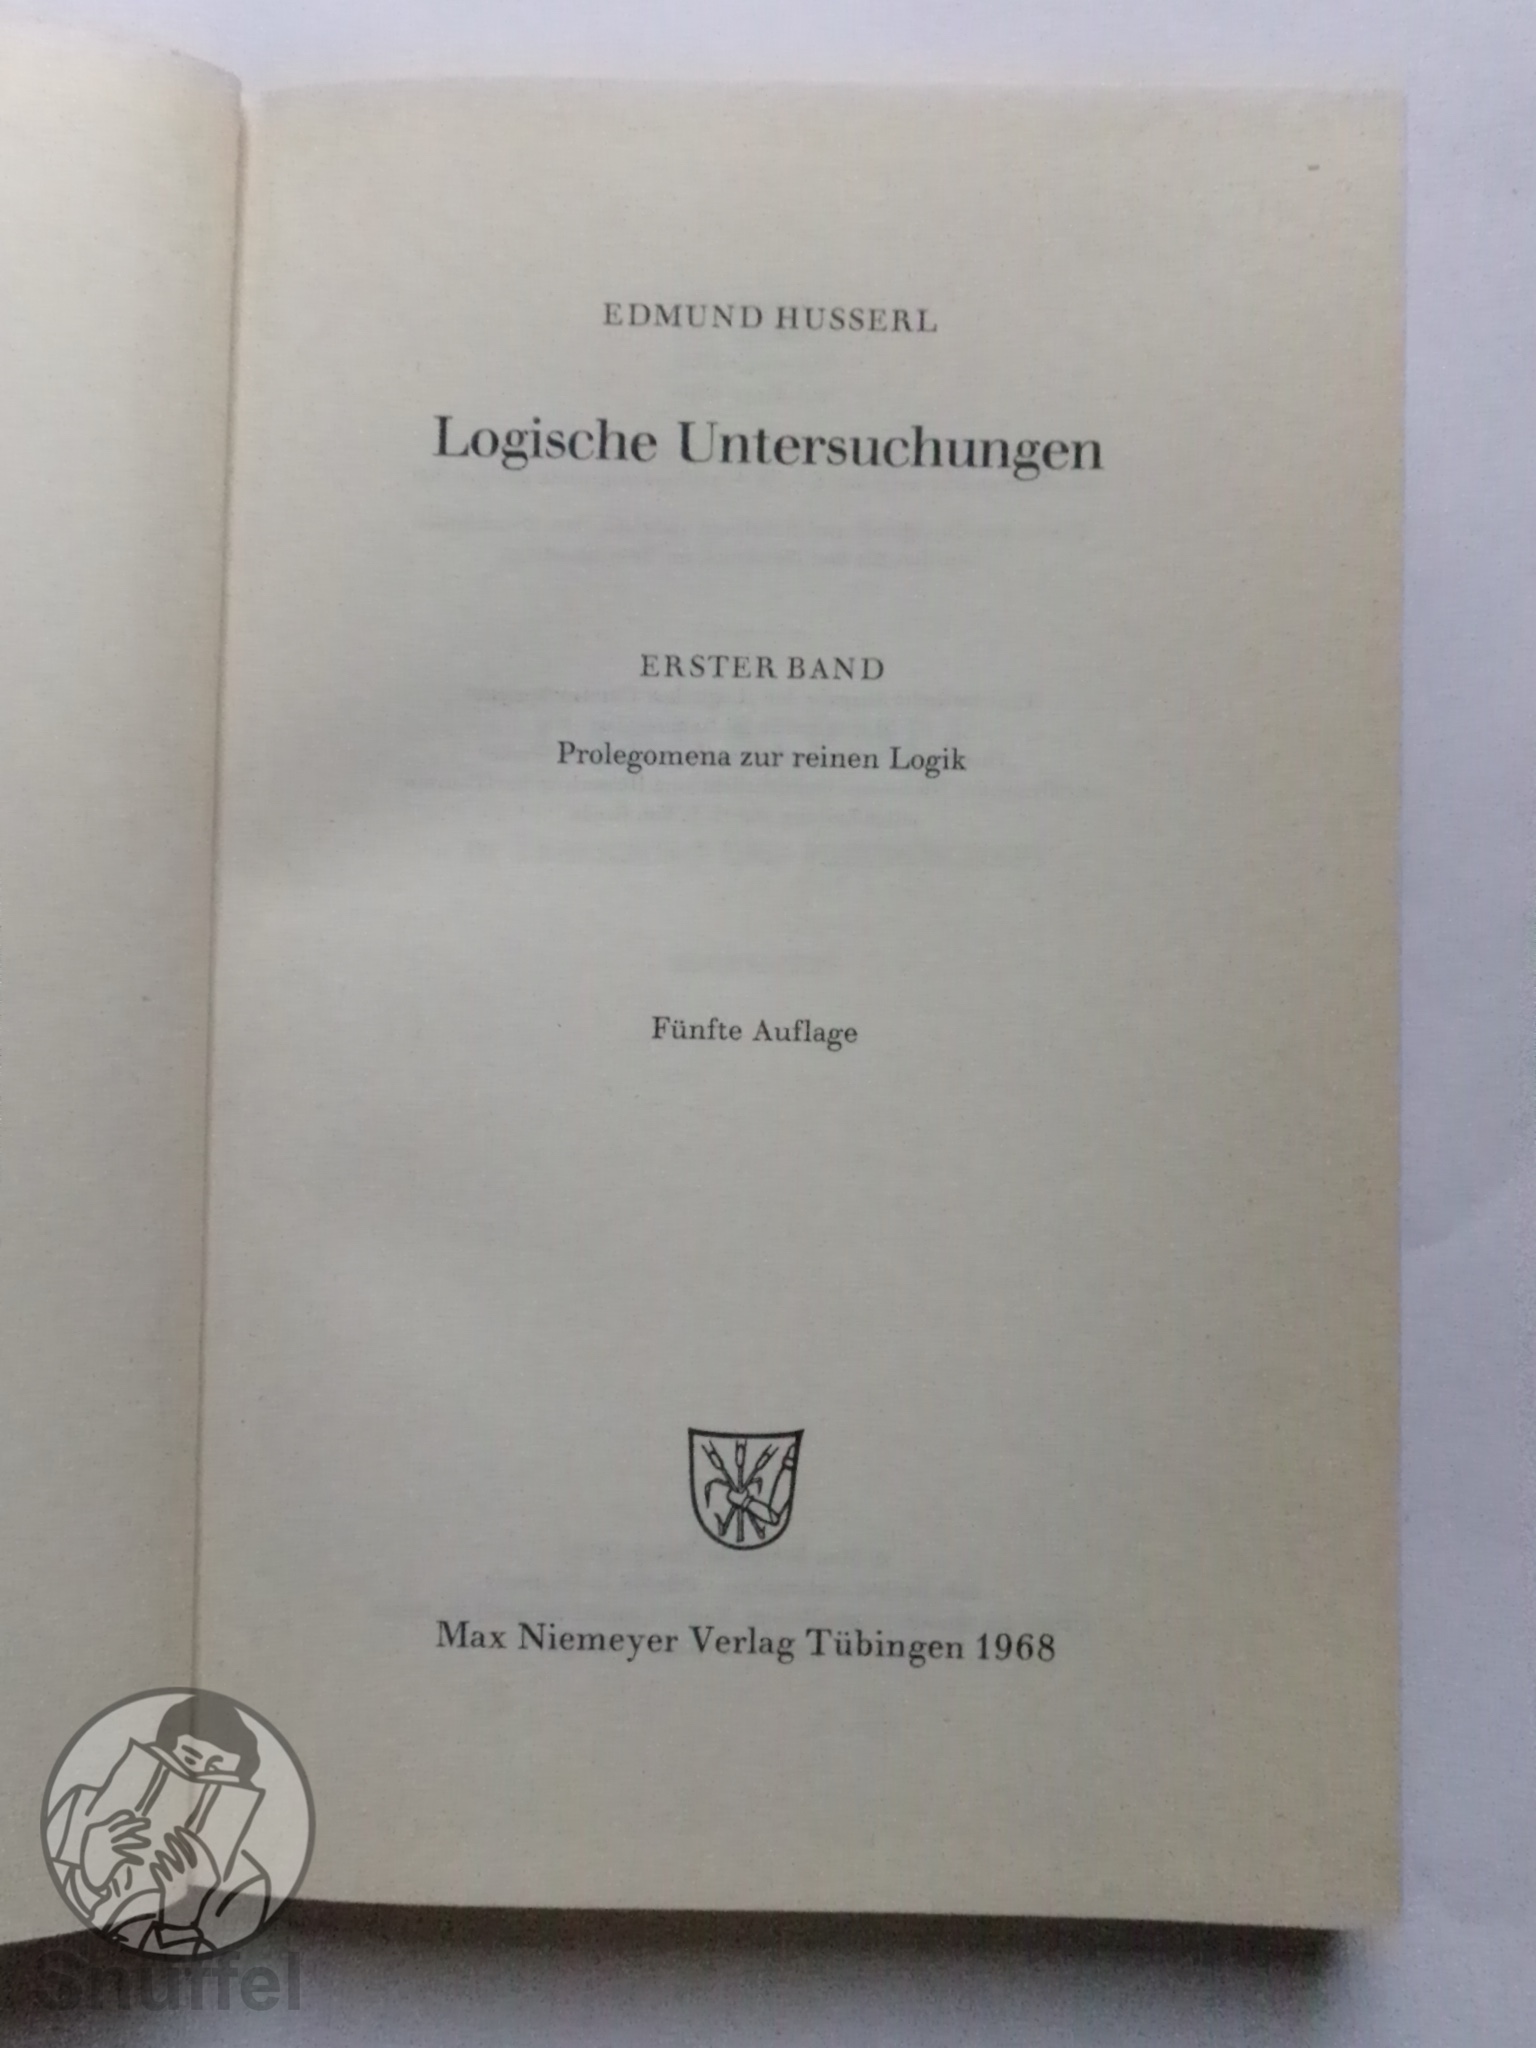 EDMUND HUSSERL
Logische Untersuchungen
ERSTER BAND
Prolegomena zur reinen Logik
Fünfte Auflage
Max Niemeyer Verlag Tübingen 1968
Snuffel